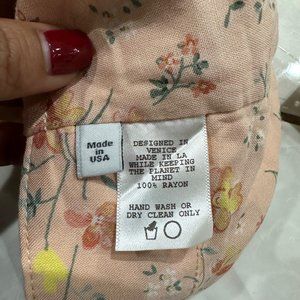 Made
in
USA
DESIGNED IN
VENICE
MADE IN LA
WHILE KEEPING
THE PLANET IN
MIND
100% RAYON
HAND WASH OR
DRY CLEAN ONLY